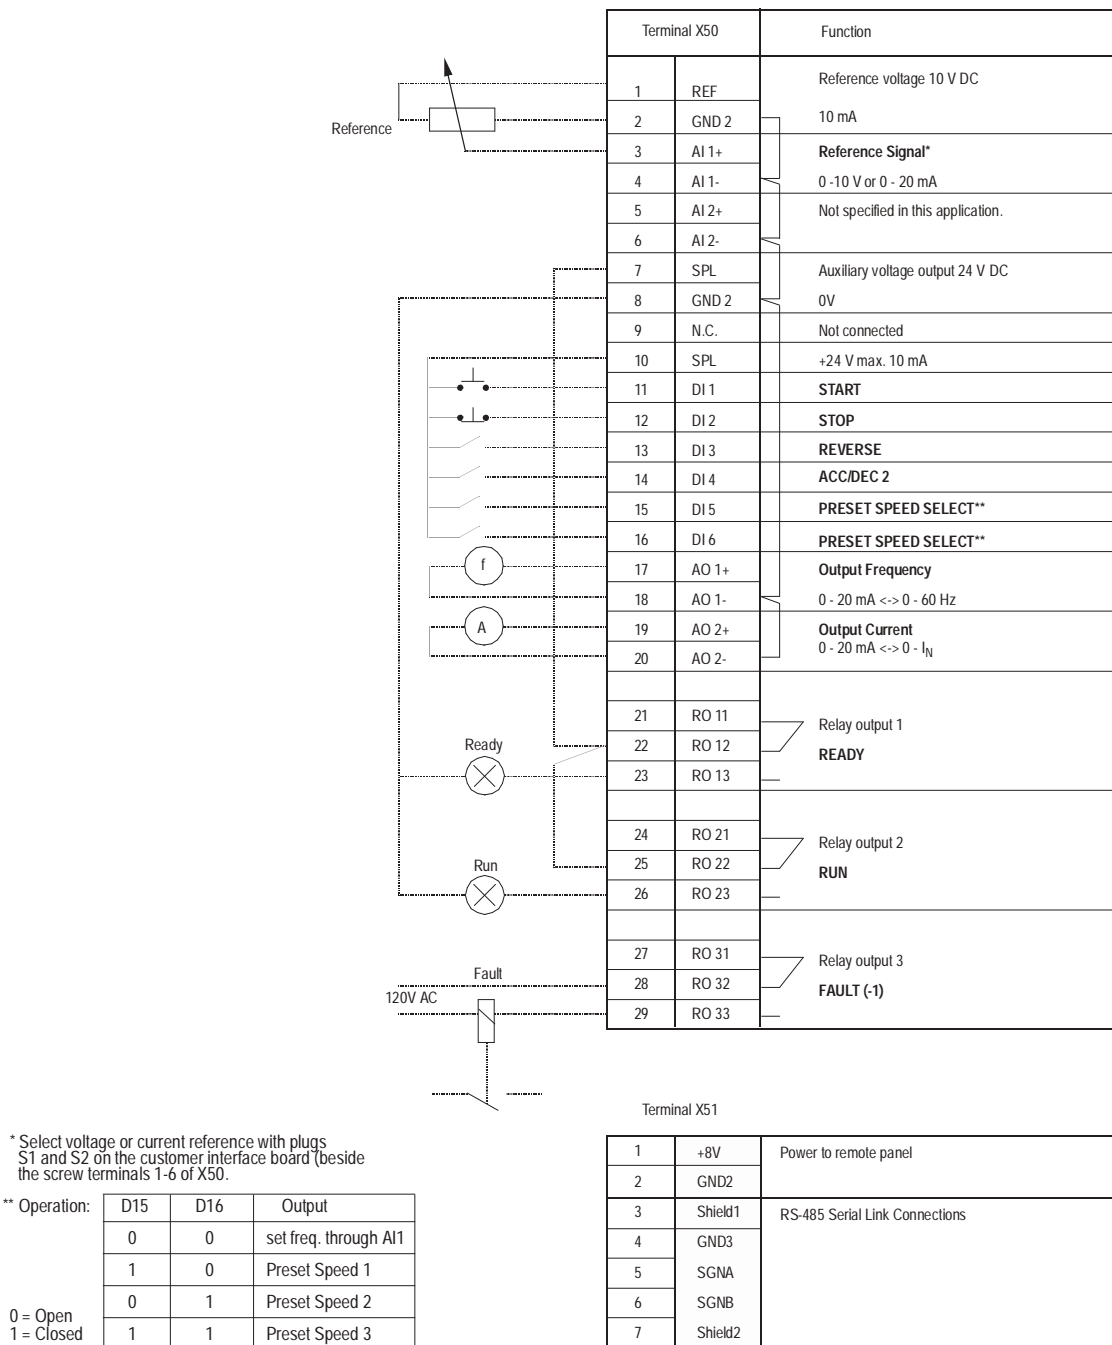 Terminal X50 Function
Reference voltage 10 V DC
1 REF
2 GND 2 10 mA
Reference
3 AI 1+ Reference Signal*
4 AI 1- 0 -10 V or 0 - 20 mA
5 AI 2+ Not specified in this application.
6 AI 2-
7 SPL Auxiliary voltage output 24 V DC
8 GND 2 0V
9 N.C. Not connected
10 SPL +24 V max. 10 mA
11 DI 1 START
12 DI 2 STOP
13 DI 3 REVERSE
14 DI 4 ACC/DEC 2
15 DI 5 PRESET SPEED SELECT**
16 DI 6 PRESET SPEED SELECT**
f 17 AO 1+ Output Frequency
18 AO 1- 0 - 20 mA <-> 0 - 60 Hz
A 19 AO 2+ Output Current
0 - 20 mA <-> 0 - IN
20 AO 2-
21 RO 11
Relay output 1
Ready 22 RO 12
READY
23 RO 13
24 RO 21
Relay output 2
Run 25 RO 22
RUN
26 RO 23
27 RO 31
Relay output 3
Fault
28 RO 32
FAULT (-1)
120V AC
29 RO 33
Terminal X51
1 +8V Power to remote panel
2 GND2
3 Shield1 RS-485 Serial Link Connections
4 GND3
5 SGNA
6 SGNB
7 Shield2
* Select voltage or current reference with plugs
S1 and S2 on the customer interface board (beside
the screw terminals 1-6 of X50.
** Operation: D15 D16 Output
0 0 set freq. through AI1
1 0 Preset Speed 1
0 1 Preset Speed 2
0 = Open
1 = Closed 1 1 Preset Speed 3